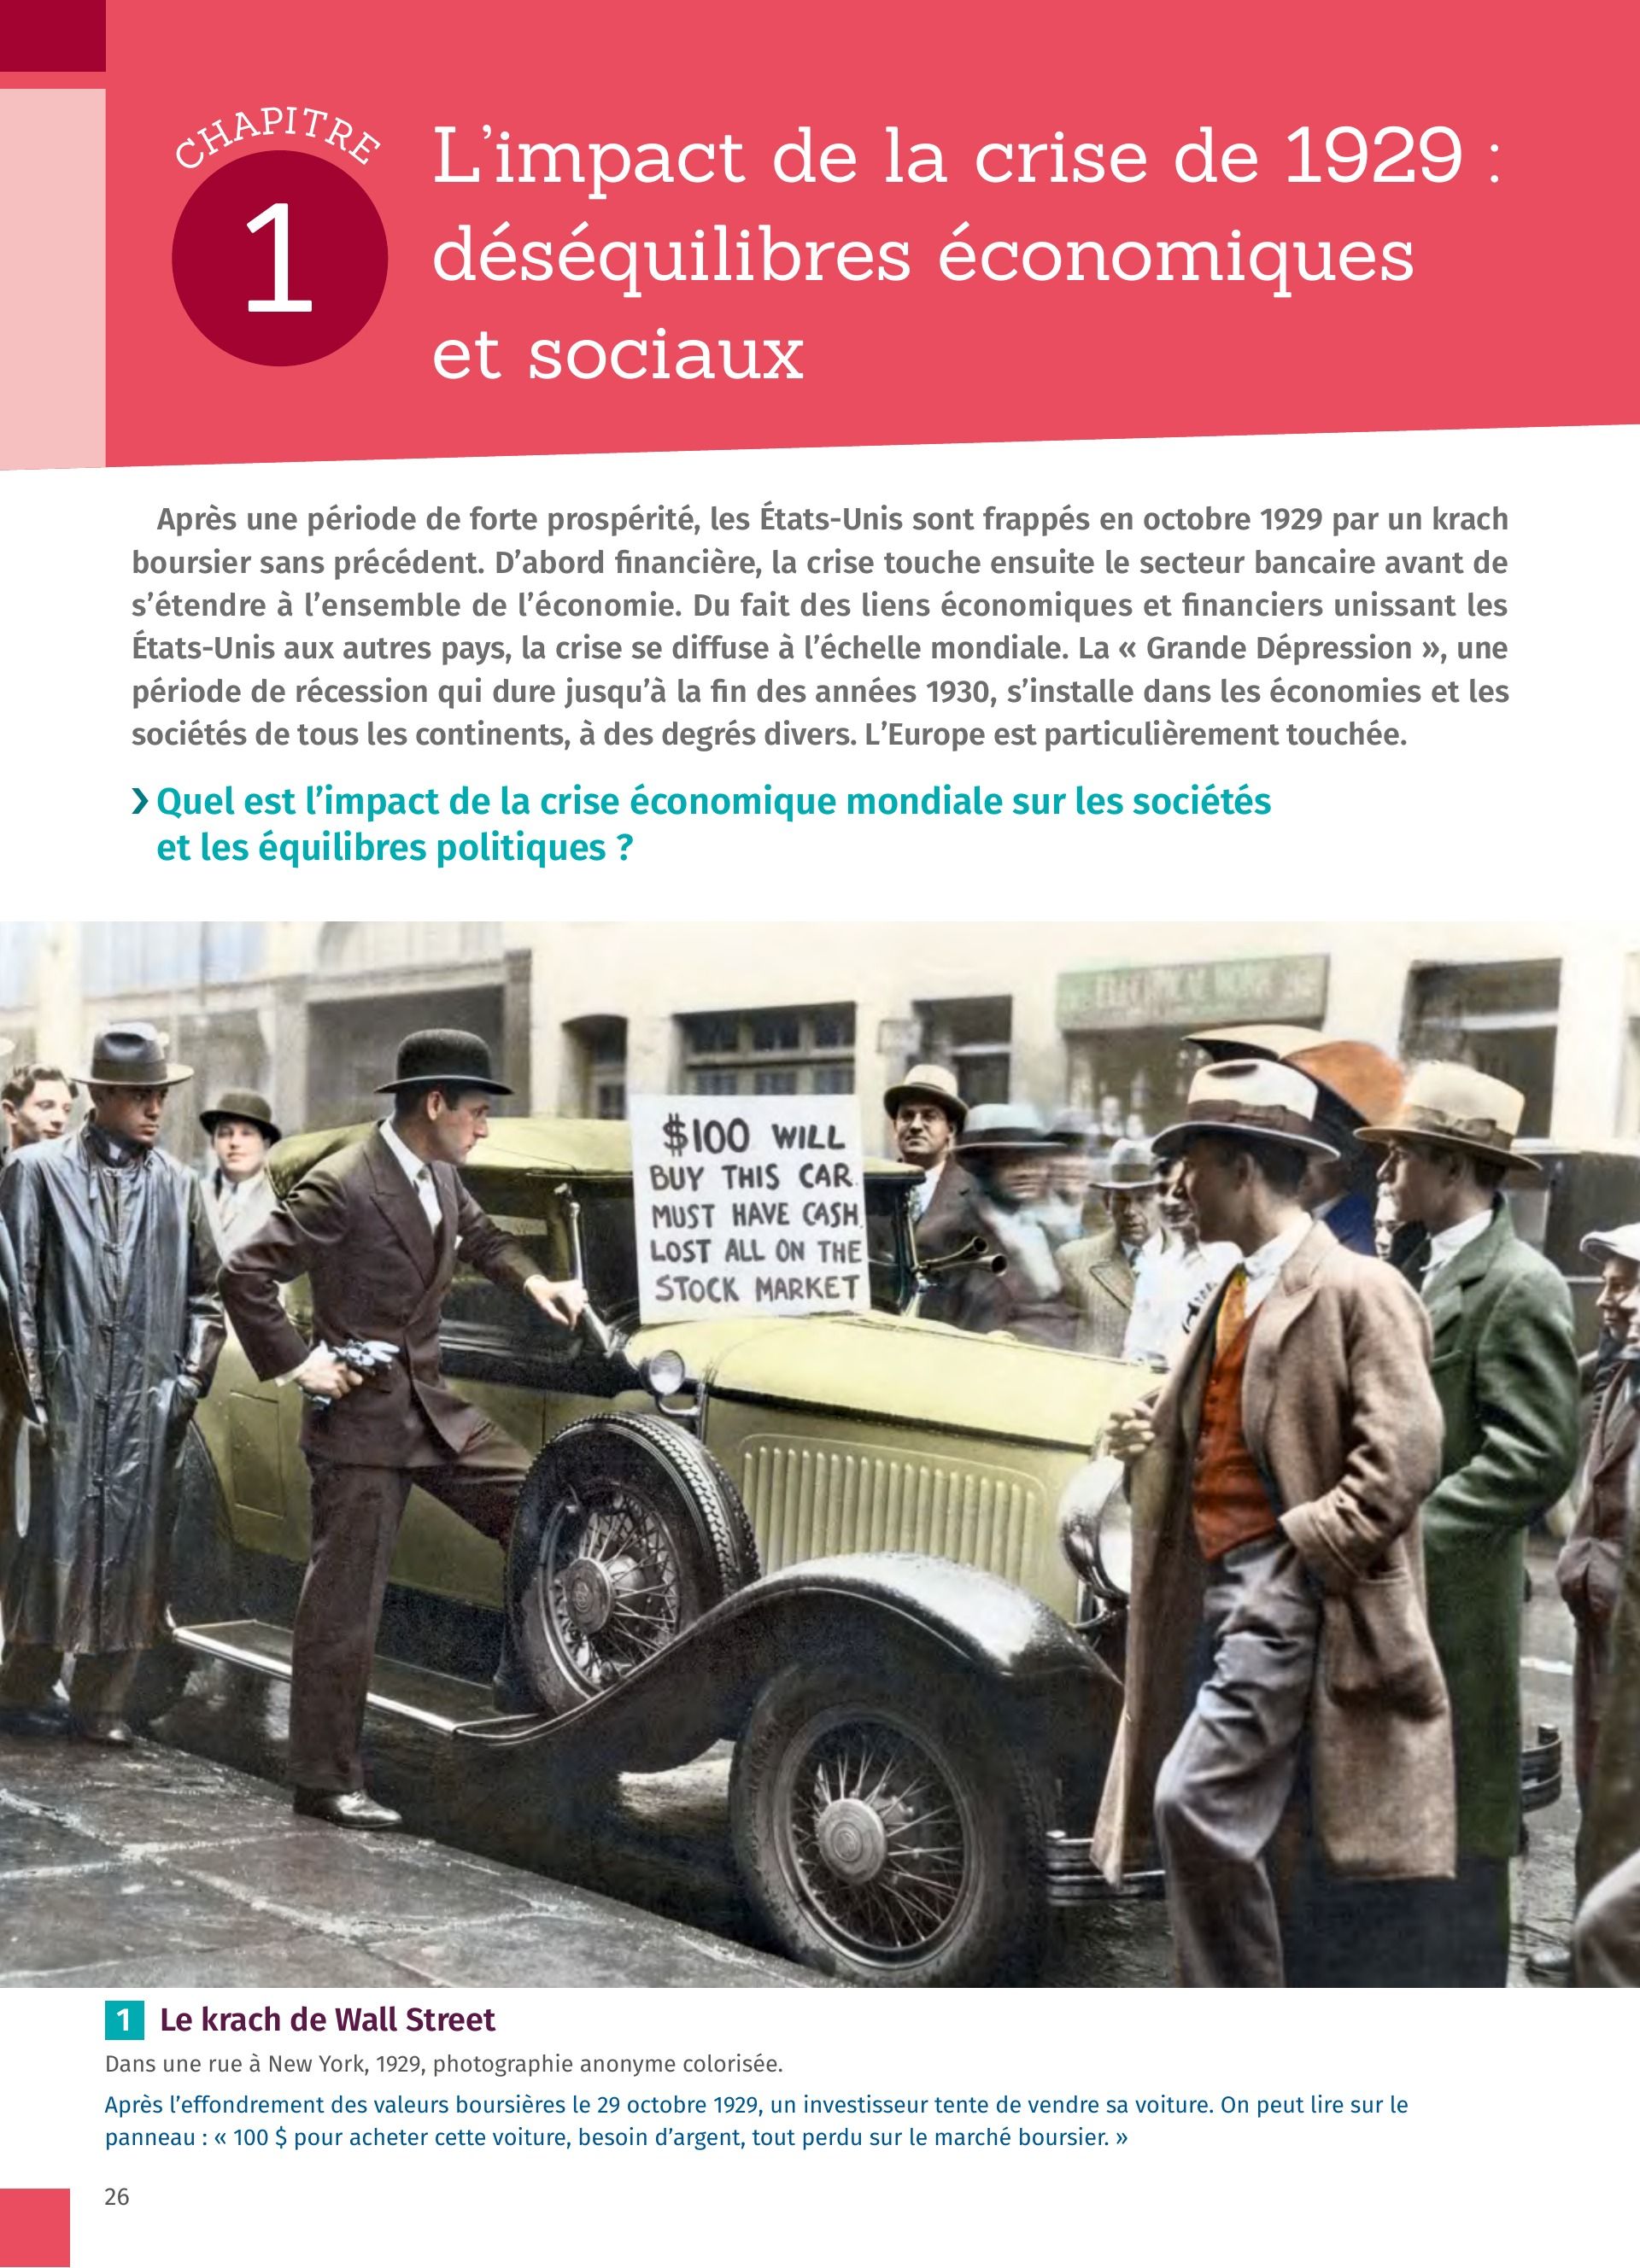 CHAPITRE
1
L'impact de la crise de 1929 :
déséquilibres économiques
et sociaux
Après une période de forte prospérité, les États-Unis sont frappés en octobre 1929 par un krach
boursier sans précédent. D'abord financière, la crise touche ensuite le secteur bancaire avant de
s'étendre à l'ensemble de l'économie. Du fait des liens économiques et financiers unissant les
États-Unis aux autres pays, la crise se diffuse à l'échelle mondiale. La « Grande Dépression », une
période de récession qui dure jusqu'à la fin des années 1930, s'installe dans les économies et les
sociétés de tous les continents, à des degrés divers. L'Europe est particulièrement touchée.
› Quel est l'impact de la crise économique mondiale sur les sociétés
et les équilibres politiques ?
$100 WILL
BUY THIS CAR.
MUST HAVE CASH.
LOST ALL ON THE
STOCK MARKET
1 Le krach de Wall Street
Dans une rue à New York, 1929, photographie anonyme colorisée.
Après l'effondrement des valeurs boursières le 29 octobre 1929, un investisseur tente de vendre sa voiture. On peut lire sur le
panneau : « 100 $ pour acheter cette voiture, besoin d'argent, tout perdu sur le marché boursier. »
26